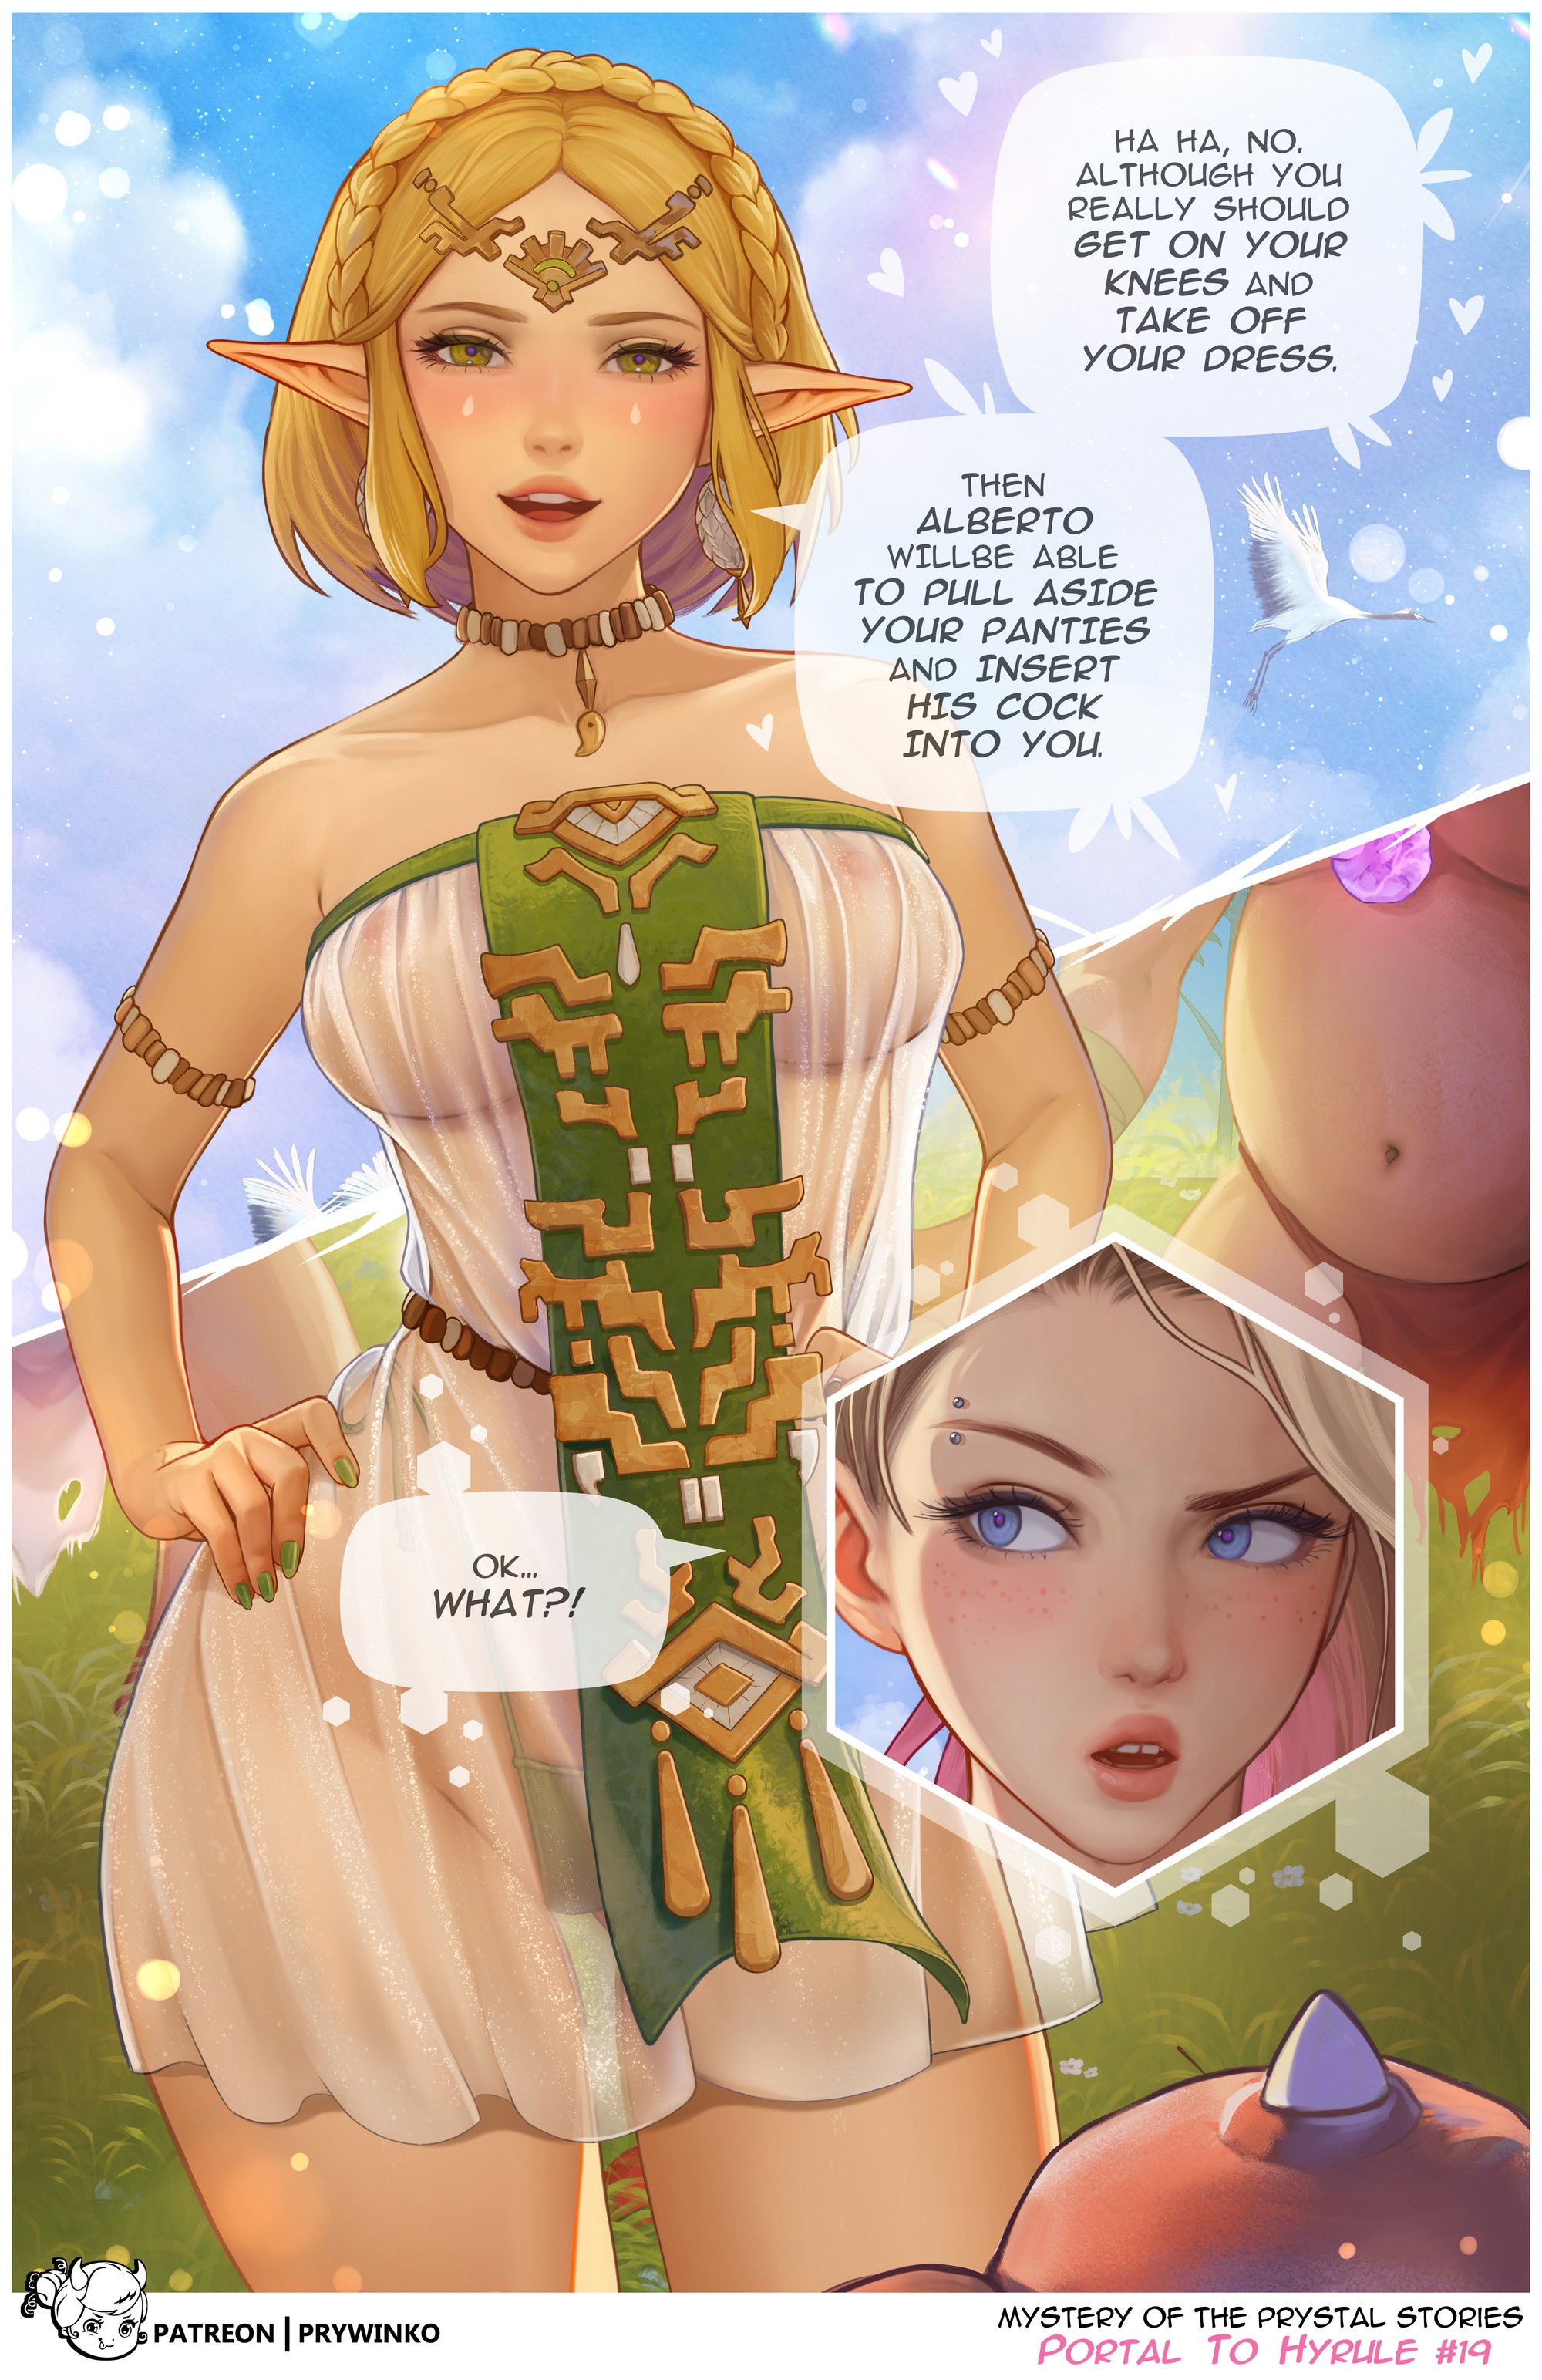 HA HA, NO.
ALTHOUGH YOU
REALLY SHOULD
GET ON YOUR
KNEES AND
TAKE OFF
YOUR DRESS.
THEN
ALBERTO
WILLBE ABLE
TO PULL ASIDE
YOUR PANTIES
AND INSERT
HIS COCK
INTO YOU.
OK...
WHAT?!
PATREON | PRYWINKO
MYSTERY OF THE PRYSTAL STORIES
PORTAL TO HYRULE #19